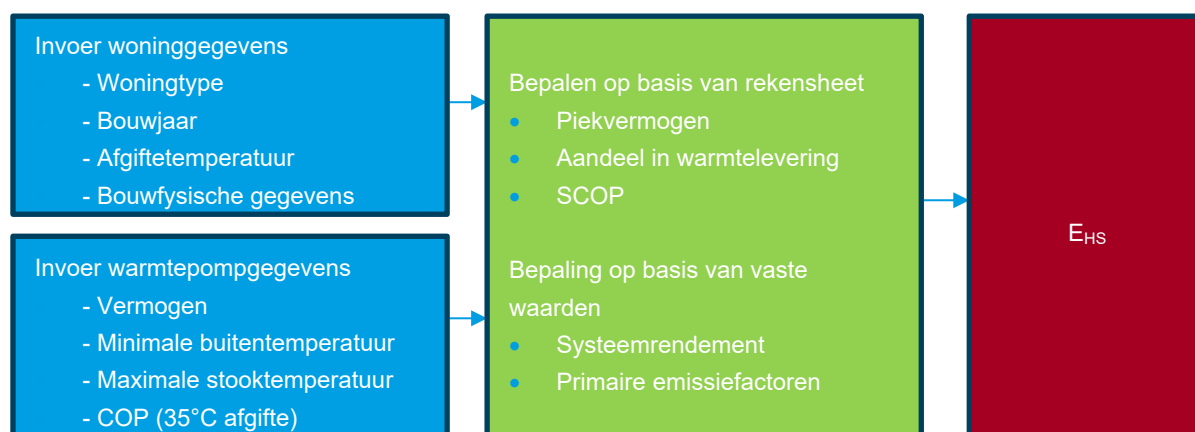 Invoer woninggegevens
- Woningtype
- Bouwjaar
- Afgiftetemperatuur
- Bouwfysische gegevens
Invoer warmtepompgegevens
- Vermogen
- Minimale buitentemperatuur
- Maximale stooktemperatuur
- COP (35°C afgifte)
Bepalen op basis van rekensheet
• Piekvermogen
• Aandeel in warmtelevering
• SCOP
Bepaling op basis van vaste
waarden
• Systeemrendement
• Primaire emissiefactoren
EHS